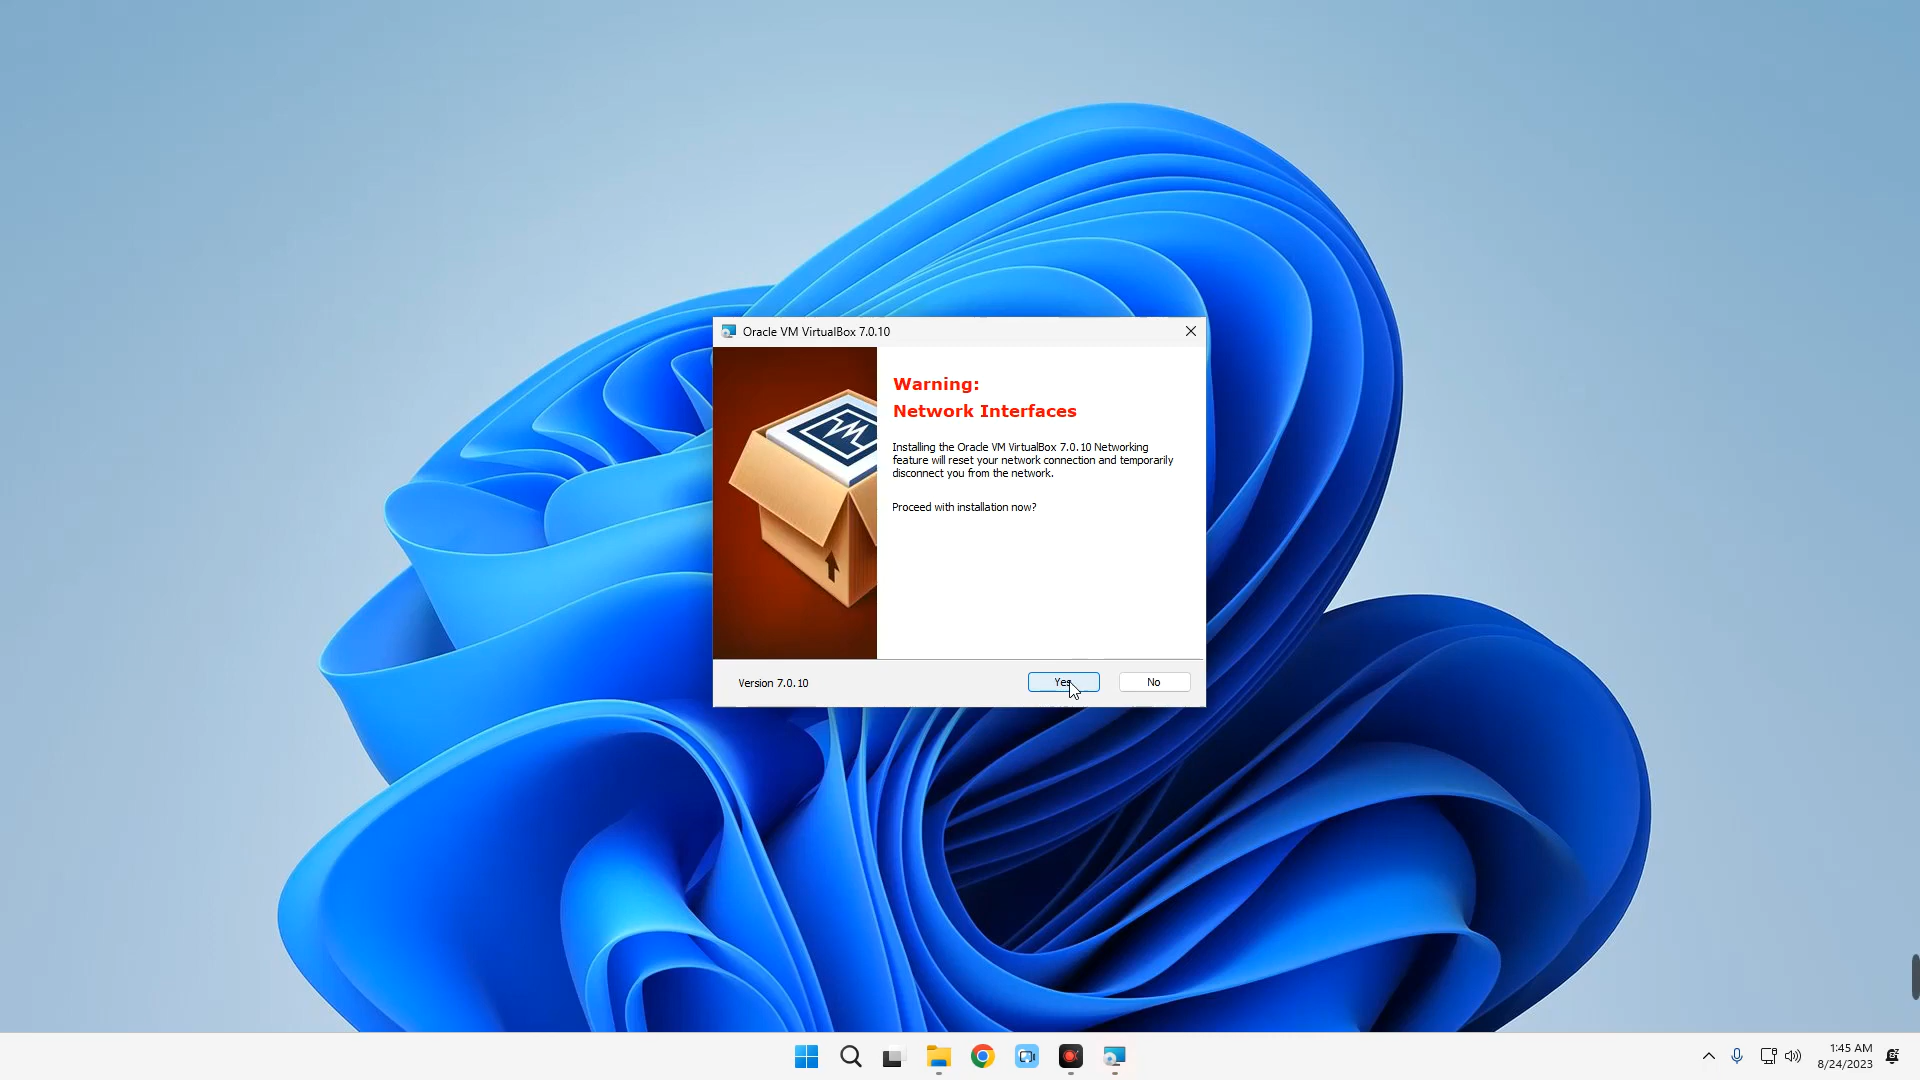 Oracle VM VirtualBox 7.0.10
Warning:
Network Interfaces
Installing the Oracle VM VirtualBox 7.0.10 Networking
feature will reset your network connection and temporarily
disconnect you from the network.
Proceed with installation now?
Version 7.0.10
Yes
No
1:45 AM
8/24/2023